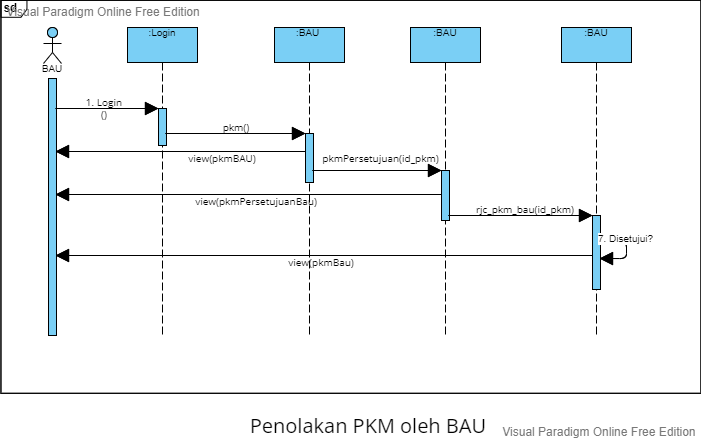 sd
Visual Paradigm Online Free Edition
:Login
:BAU
:BAU
:BAU
BAU
1. Login
()
pkm()
view(pkmBAU)
pkmPersetujuan(id_pkm)
view(pkmPersetujuanBau)
rjc_pkm_bau(id_pkm)
7. Disetujui?
view(pkmBau)
Penolakan PKM oleh BAU
Visual Paradigm Online Free Edition